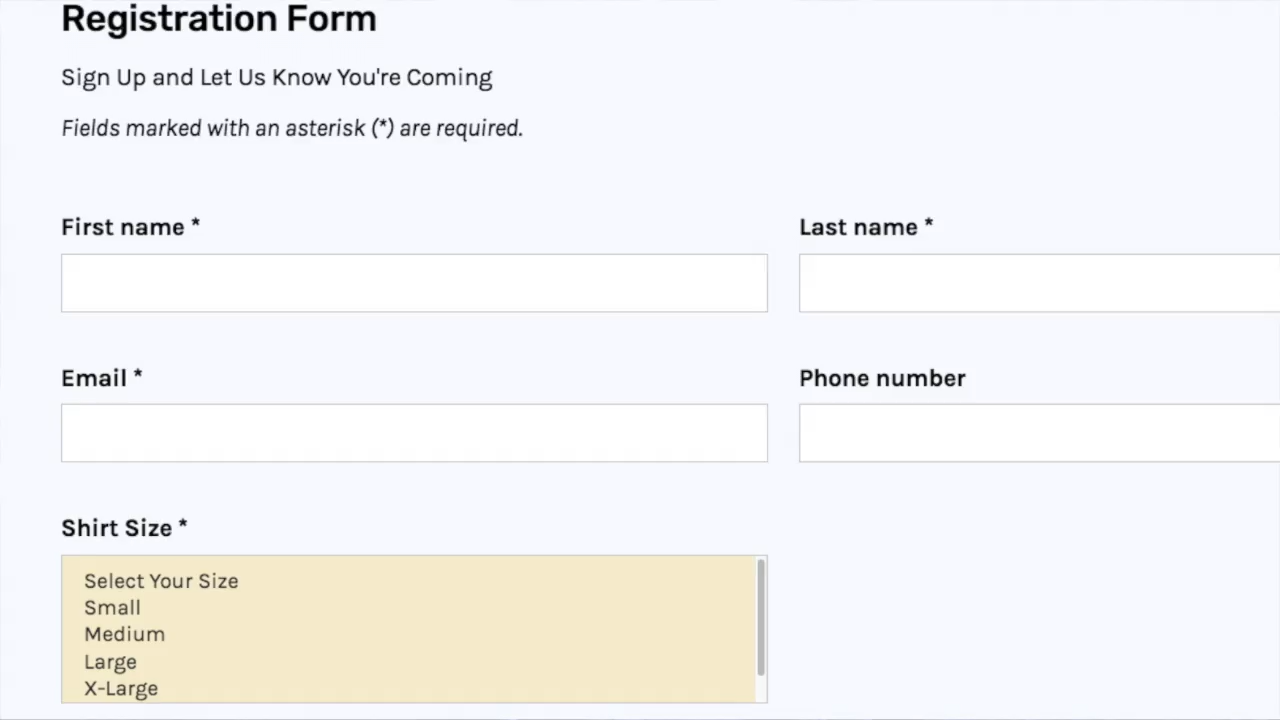 Registration Form
Sign Up and Let Us Know You're Coming
Fields marked with an asterisk (*) are required.
First name *
Last name *
Email *
Phone number
Shirt Size *
Select Your Size
Small
Medium
Large
X-Large